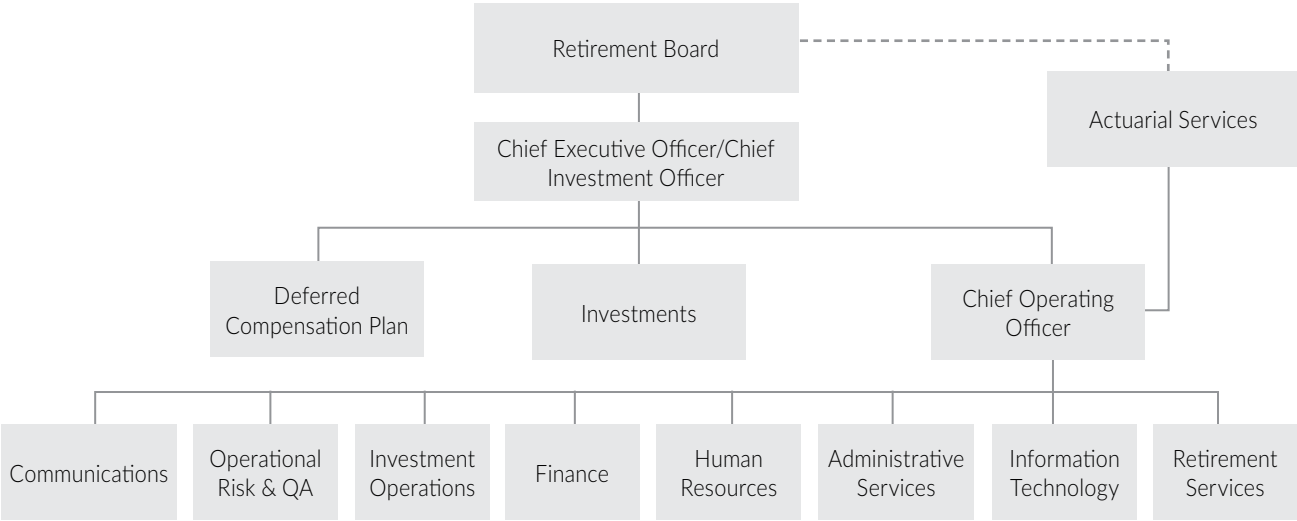 Retirement Board
Actuarial Services
Chief Executive Officer/Chief
Investment Officer
Deferred
Compensation Plan
Investments
Chief Operating
Officer
Communications
Operational
Risk & QA
Investment
Operations
Finance
Human
Resources
Administrative
Services
Information
Technology
Retirement
Services